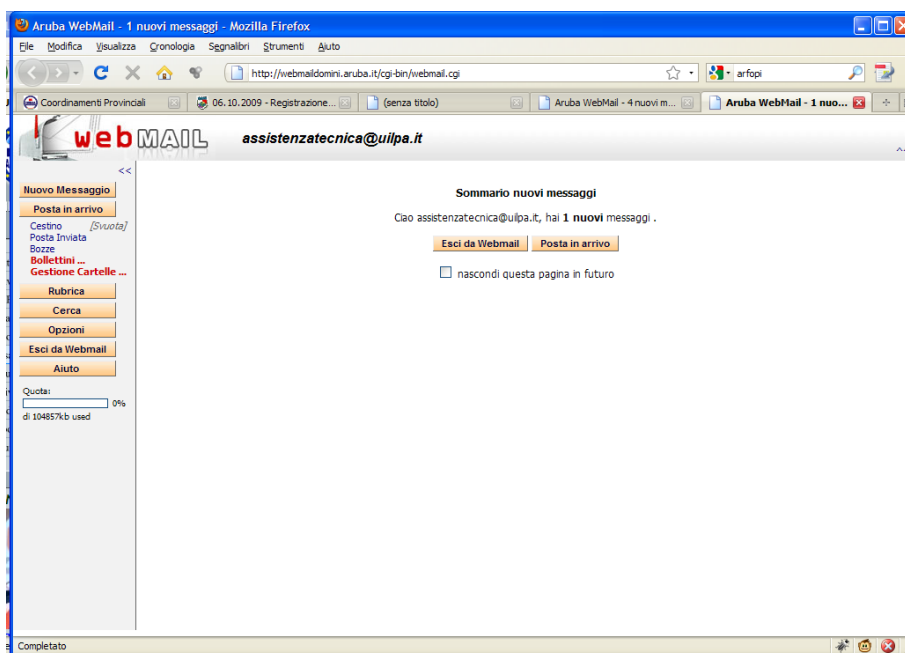 Aruba WebMail - 1 nuovi messaggi - Mozilla Firefox
File Modifica Visualizza Cronologia Segnalibri Strumenti Aiuto
http://webmaildomini.aruba.it/cgi-bin/webmail.cgi arfopi
Coordinamenti Provinciali 06.10.2009 - Registrazione... (senza titolo) Aruba WebMail - 4 nuovi m... Aruba WebMail - 1 nuo...
webMAIL assistenzatecnica@uilpa.it
<<
Nuovo Messaggio
Posta in arrivo
Cestino [Svuota]
Posta Inviata
Bozze
Bollettini ...
Gestione Cartelle ...
Rubrica
Cerca
Opzioni
Esci da Webmail
Aiuto
Quota:
0%
di 104857kb used
Sommario nuovi messaggi
Ciao assistenzatecnica@uilpa.it, hai 1 nuovi messaggi .
Esci da Webmail Posta in arrivo
nascondi questa pagina in futuro
Completato